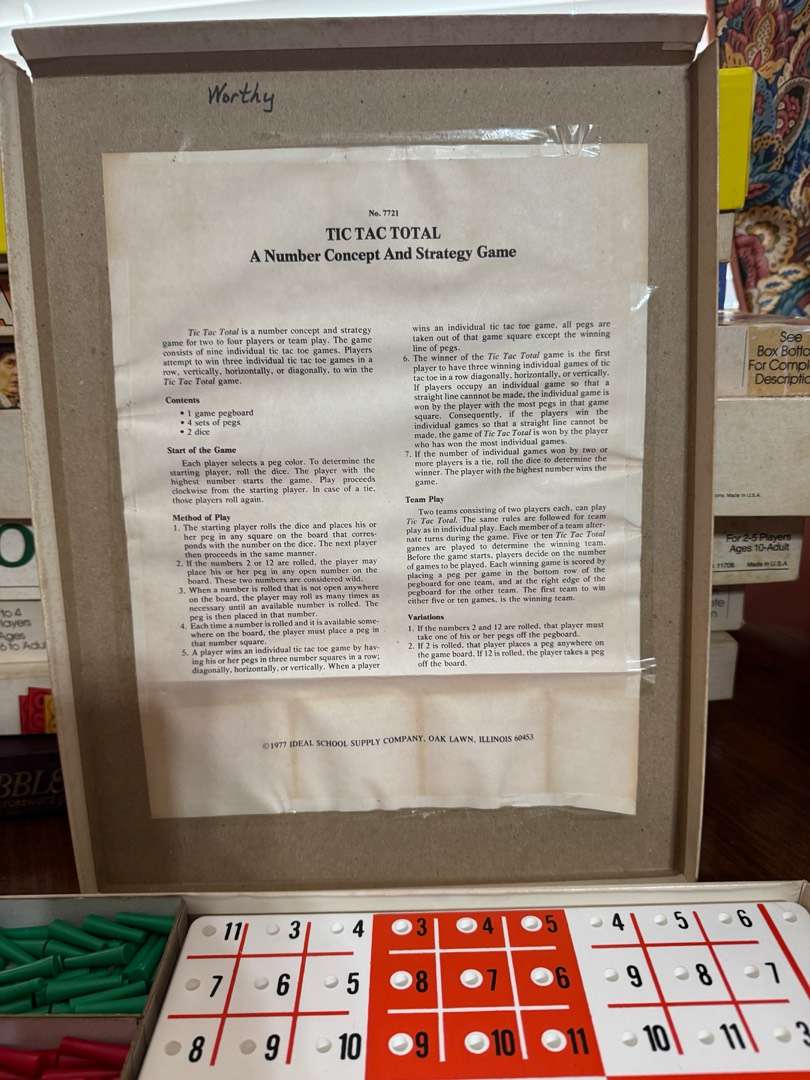 Worthy
No. 7721
TIC TAC TOTAL
A Number Concept And Strategy Game
Tic Tac Total is a number concept and strategy
game for two to four players or team play. The game
consists of nine individual tic tac toe games. Players
attempt to win three individual tic tac toe games in a
row, vertically, horizontally, or diagonally, to win the
Tic Tac Total game.
Contents
• 1 game pegboard
• 4 sets of pegs
• 2 dice
Start of the Game
Each player selects a peg color. To determine the
starting player, roll the dice. The player with the
highest number starts the game. Play proceeds
clockwise from the starting player. In case of a tie,
those players roll again.
Method of Play
1. The starting player rolls the dice and places his or
her peg in any square on the board that corres-
ponds with the number on the dice. The next player
then proceeds in the same manner.
2. If the numbers 2 or 12 are rolled, the player may
place his or her peg in any open number on the
board. These two numbers are considered wild.
3. When a number is rolled that is not open anywhere
on the board, the player may roll as many times as
necessary until an available number is rolled. The
peg is then placed in that number.
4. Each time a number is rolled and it is available some-
where on the board, the player must place a peg in
that number square.
5. A player wins an individual tic tac toe game by hav-
ing his or her pegs in three number squares in a row;
diagonally, horizontally, or vertically. When a player
wins an individual tic tac toe game, all pegs are
taken out of that game square except the winning
line of pegs.
6. The winner of the Tic Tac Total game is the first
player to have three winning individual games of tic
tac toe in a row diagonally, horizontally, or vertically.
If players occupy an individual game so that a
straight line cannnot be made, the individual game is
won by the player with the most pegs in that game
square. Consequently, if the players win the
individual games so that a straight line cannot be
made, the game of Tic Tac Total is won by the player
who has won the most individual games.
7. If the number of individual games won by two or
more players is a tie, roll the dice to determine the
winner. The player with the highest number wins the
game.
Team Play
Two teams consisting of two players each, can play
Tic Tac Total. The same rules are followed for team
play as in individual play. Each member of a team alter-
nate turns during the game. Five or ten Tic Tac Total
games are played to determine the winning team.
Before the game starts, players decide on the number
of games to be played. Each winning game is scored by
placing a peg per game in the bottom row of the
pegboard for one team, and at the right edge of the
pegboard for the other team. The first team to win
either five or ten games, is the winning team.
Variations
1. If the numbers 2 and 12 are rolled, that player must
take one of his or her pegs off the pegboard.
2. If 2 is rolled, that player places a peg anywhere on
the game board. If 12 is rolled, the player takes a peg
off the board.
©1977 IDEAL SCHOOL SUPPLY COMPANY, OAK LAWN, ILLINOIS 60453
See
Box Botto
For Compl
Descriptio
Made in U.S.A.
For 2-5 Players
Ages 10-Adult
Made in U.S.A.
to 4
layers
Ages
6 to Adu
BBLE
11 3 4 3 4 5 4 5 6
7 6 5 8 7 6 9 8 7
8 9 10 9 10 11 10 11 3